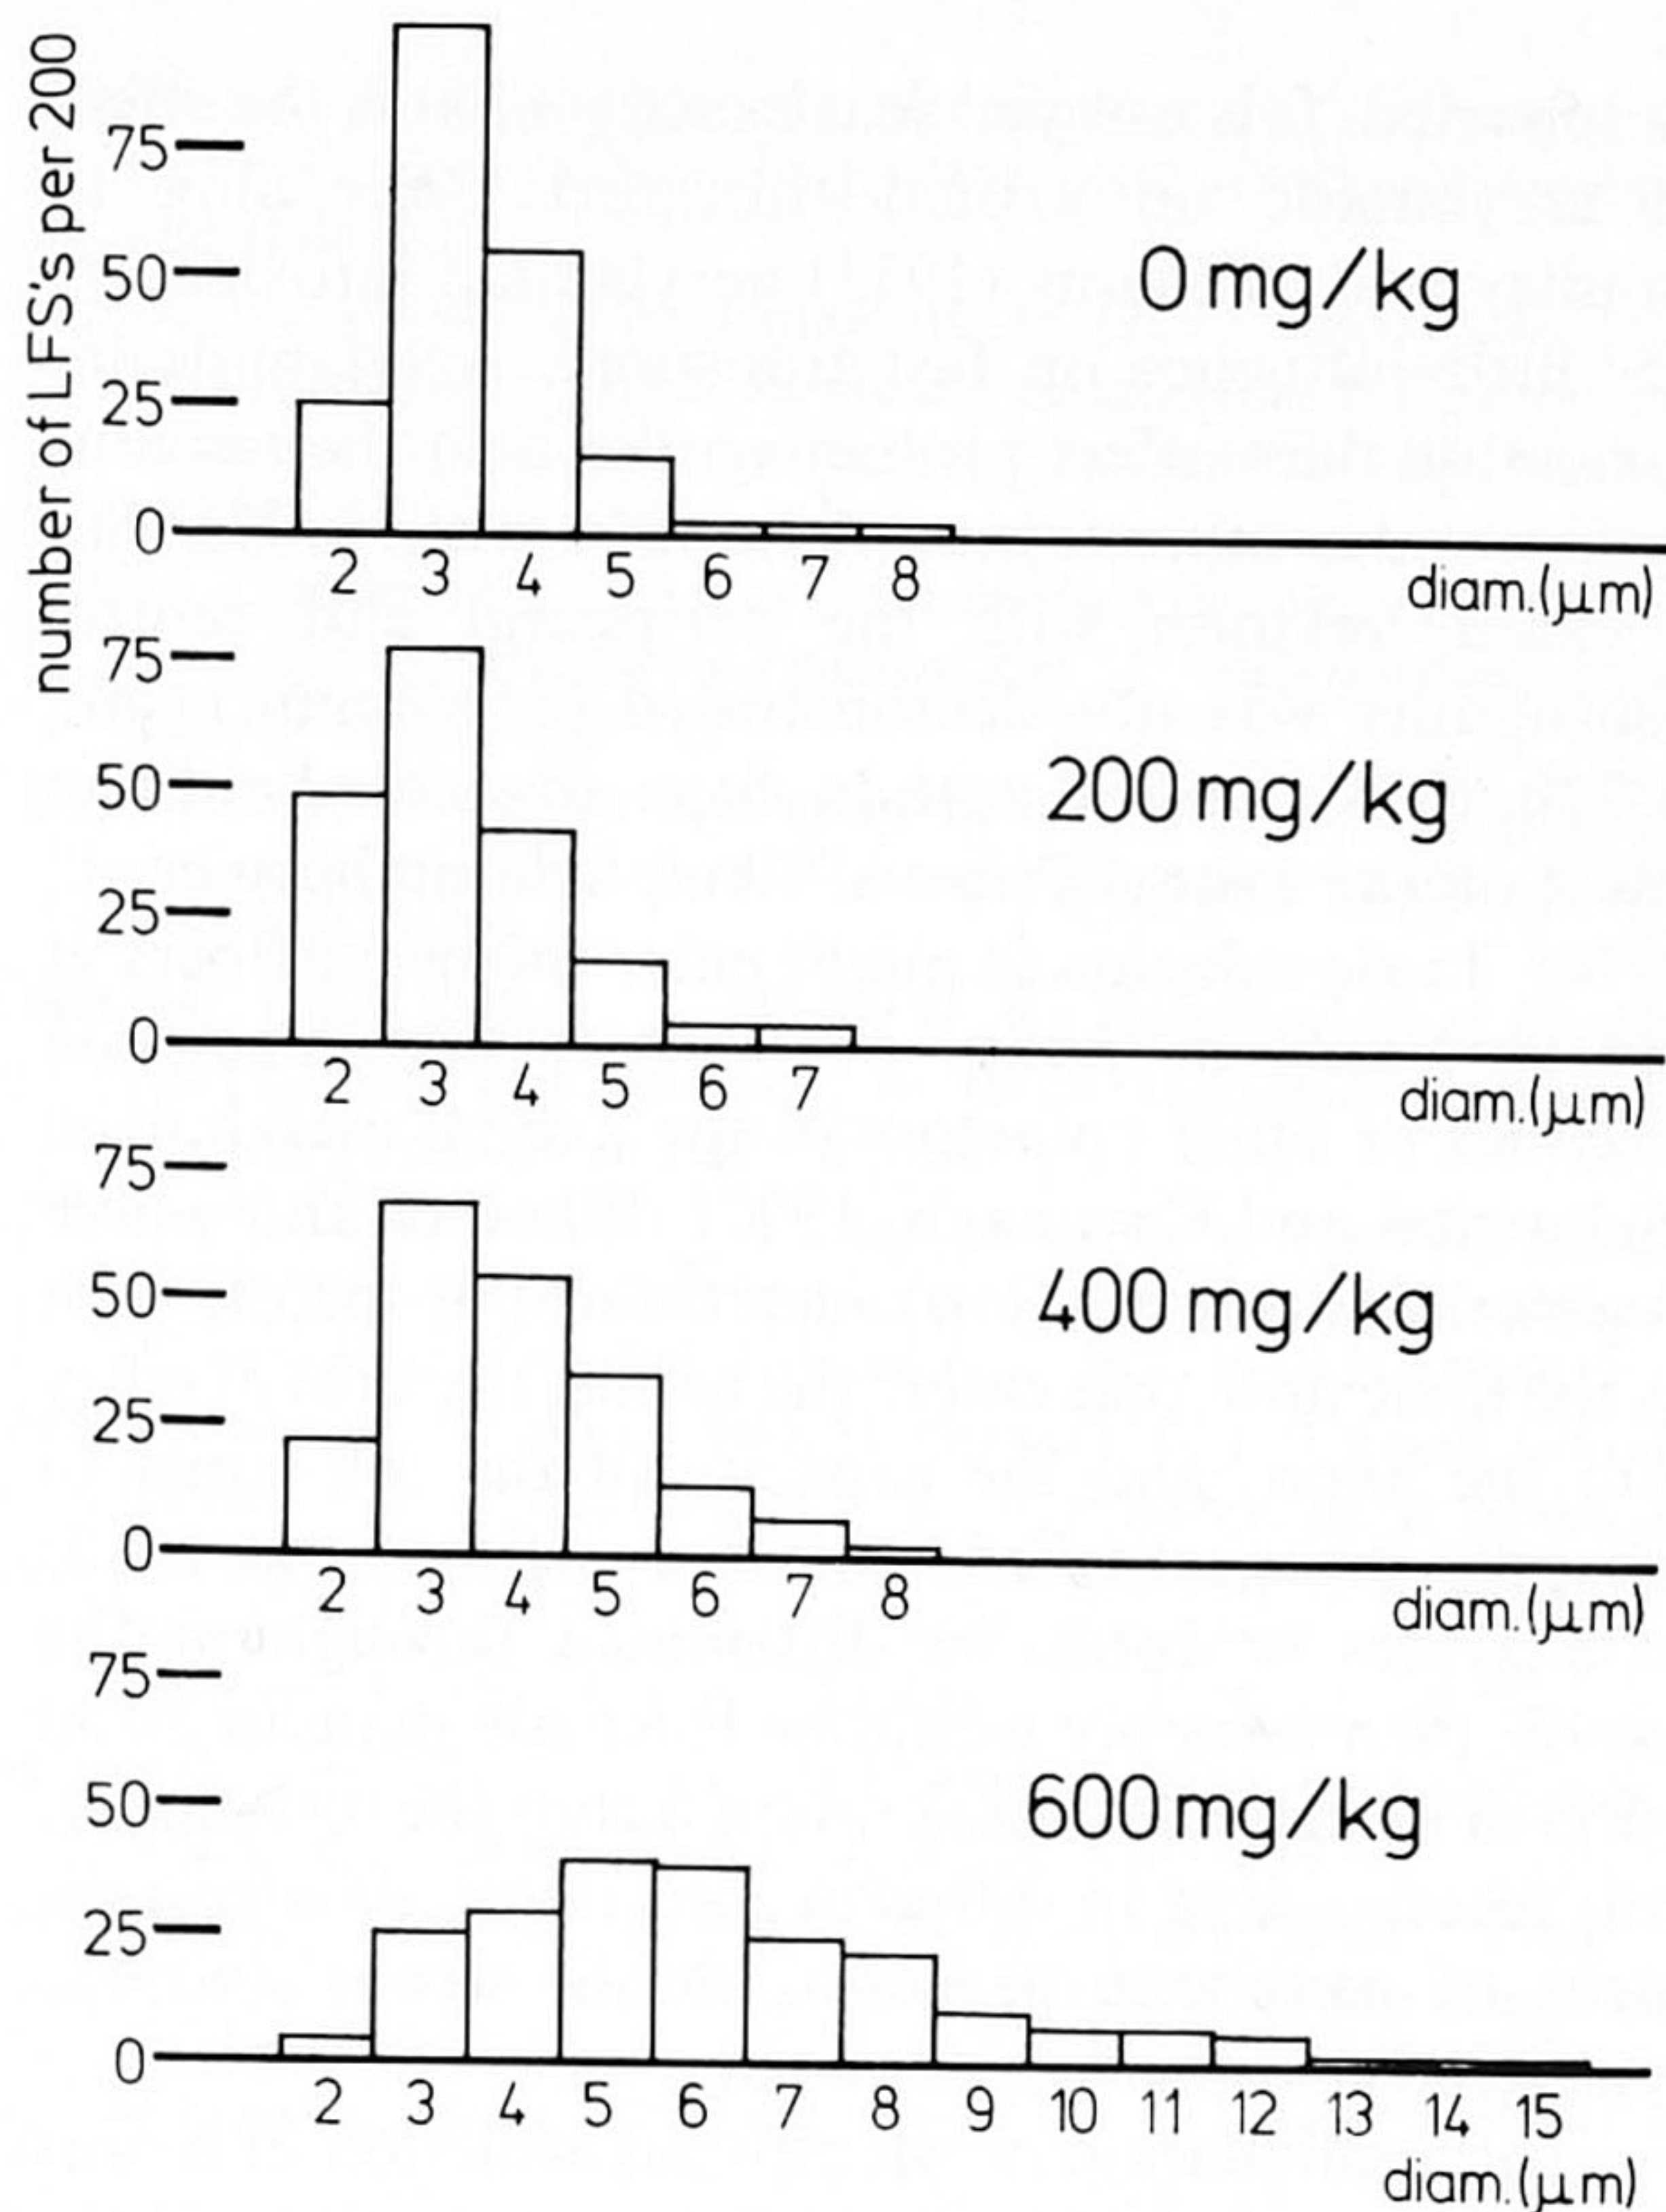 number of LFS's per 200
75
50
25
0
0 mg/kg
2 3 4 5 6 7 8
diam.(μm)
75
50
25
0
200 mg/kg
2 3 4 5 6 7
diam.(μm)
75
50
25
0
400 mg/kg
2 3 4 5 6 7 8
diam.(μm)
75
50
25
0
600 mg/kg
2 3 4 5 6 7 8 9 10 11 12 13 14 15
diam.(μm)